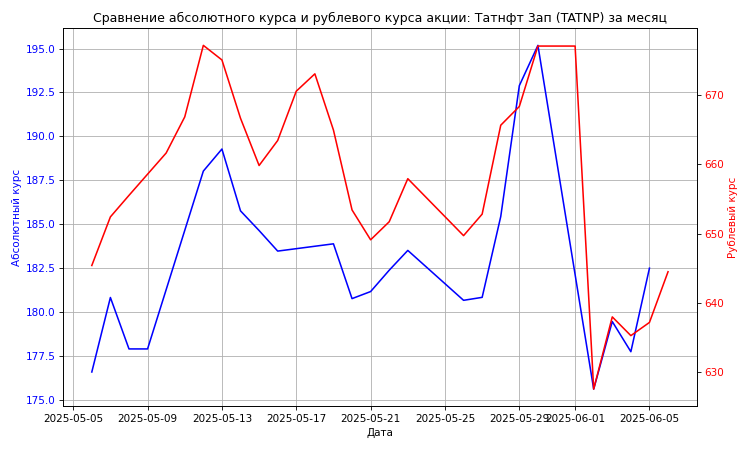 Сравнение абсолютного курса и рублевого курса акции: Татнфт 3ап (TATNP) за месяц
195.0
192.5
190.0
187.5
185.0
182.5
180.0
177.5
175.0
Абсолютный курс
670
660
650
640
630
Рублевый курс
2025-05-05 2025-05-09 2025-05-13 2025-05-17 2025-05-21 2025-05-25 2025-05-29 2025-06-01 2025-06-05
Дата